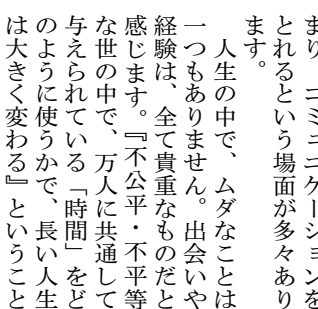 まり、コミュニケーションを
とれるという場面が多々あり
ます。
　人生の中で、ムダなことは
一つもありません。出会いや
経験は、全て貴重なものだと
感じます。『不公平・不平等
な世の中で、万人に共通して
与えられている「時間」をど
のように使うかで、長い人生
は大きく変わる』ということ